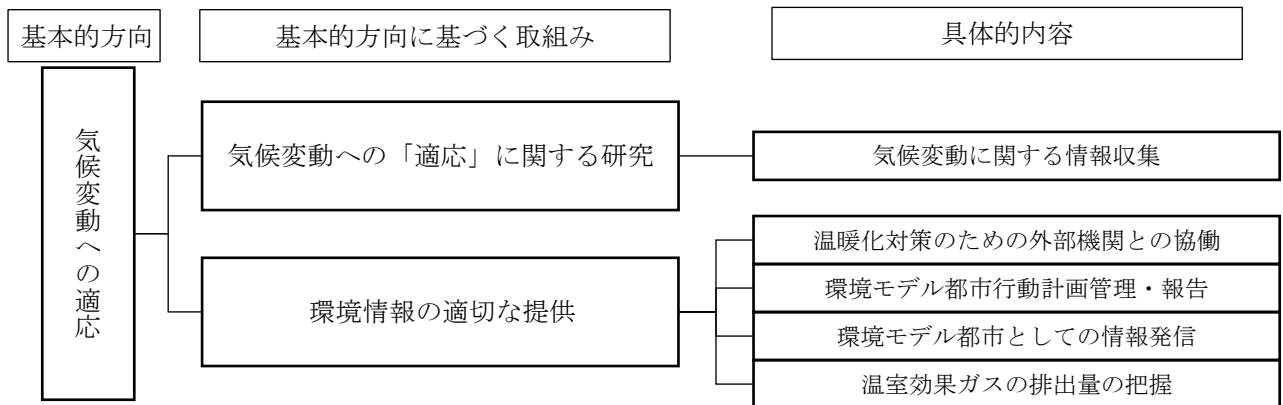 基本的方向
基本的方向に基づく取組み
具体的内容
気候変動への適応
気候変動への「適応」に関する研究
気候変動に関する情報収集
環境情報の適切な提供
温暖化対策のための外部機関との協働
環境モデル都市行動計画管理・報告
環境モデル都市としての情報発信
温室効果ガスの排出量の把握